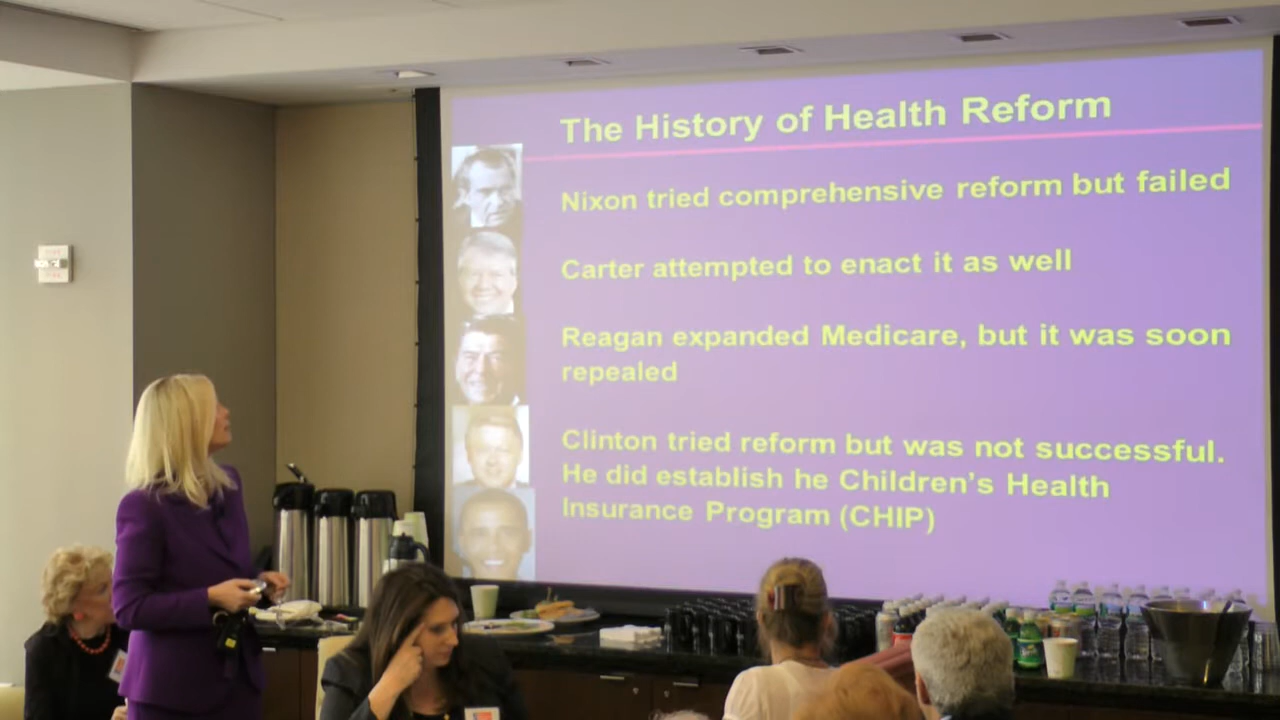 The History of Health Reform
Nixon tried comprehensive reform but failed
Carter attempted to enact it as well
Reagan expanded Medicare, but it was soon
repealed
Clinton tried reform but was not successful.
He did establish he Children's Health
Insurance Program (CHIP)